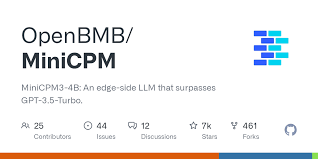 OpenBMB/
MiniCPM
MiniCPM3-4B: An edge-side LLM that surpasses
GPT-3.5-Turbo.
25
Contributors
44
Issues
12
Discussions
7k
Stars
461
Forks